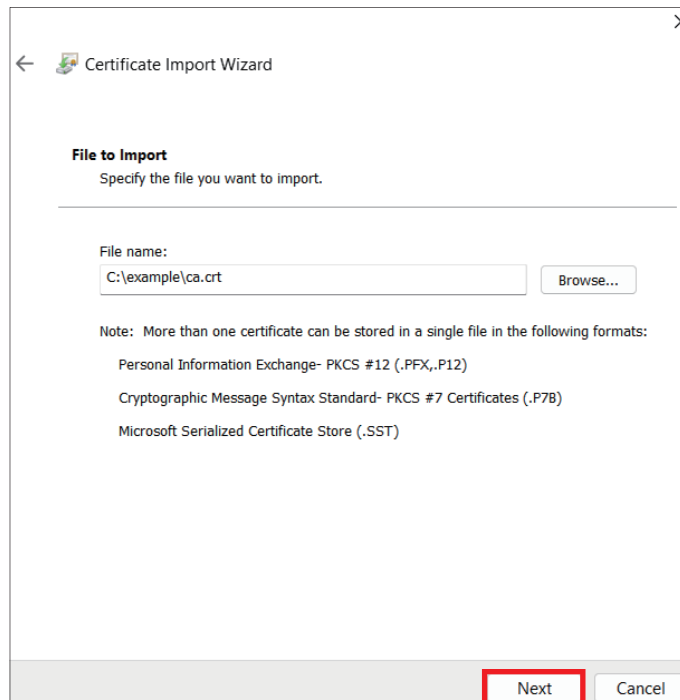 Certificate Import Wizard
File to Import
Specify the file you want to import.
File name:
C:\example\ca.crt
Browse...
Note:  More than one certificate can be stored in a single file in the following formats:
Personal Information Exchange- PKCS #12 (.PFX,.P12)
Cryptographic Message Syntax Standard- PKCS #7 Certificates (.P7B)
Microsoft Serialized Certificate Store (.SST)
Next
Cancel